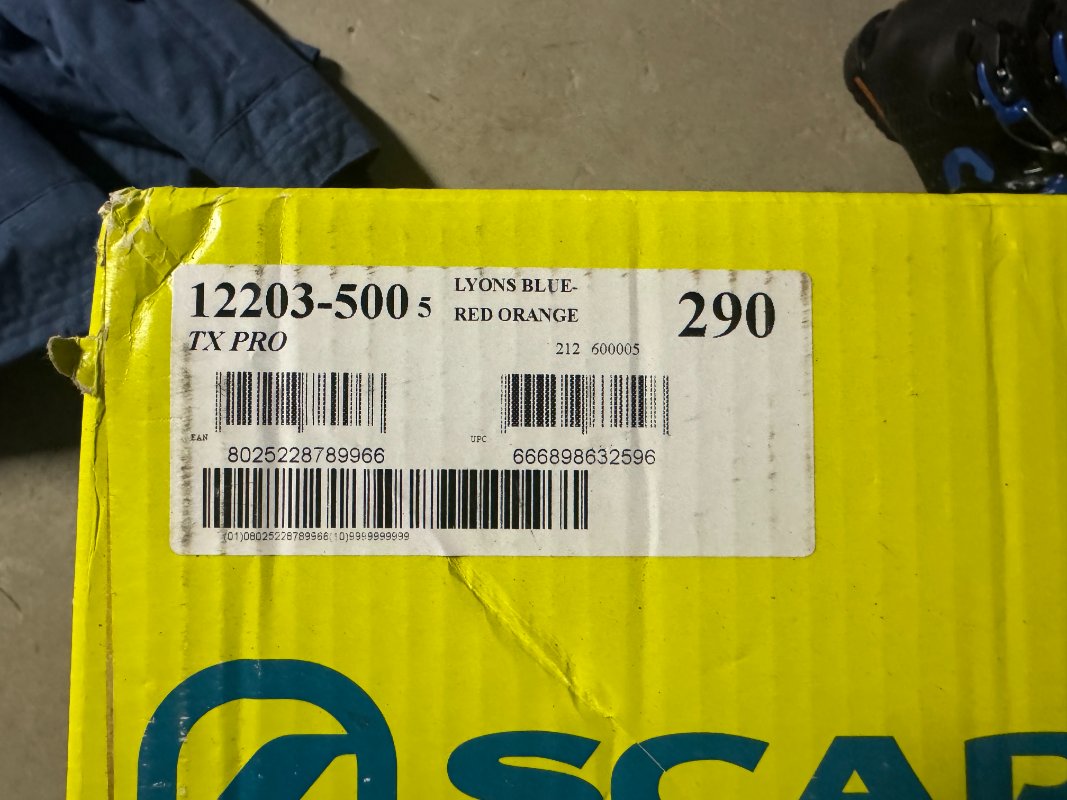 12203-500 5
LYONS BLUE-
RED ORANGE
290
TX PRO
212 600005
EAN
UPC
8025228789966
666898632596
(01)08025228789966(10)9999999999
SCAR